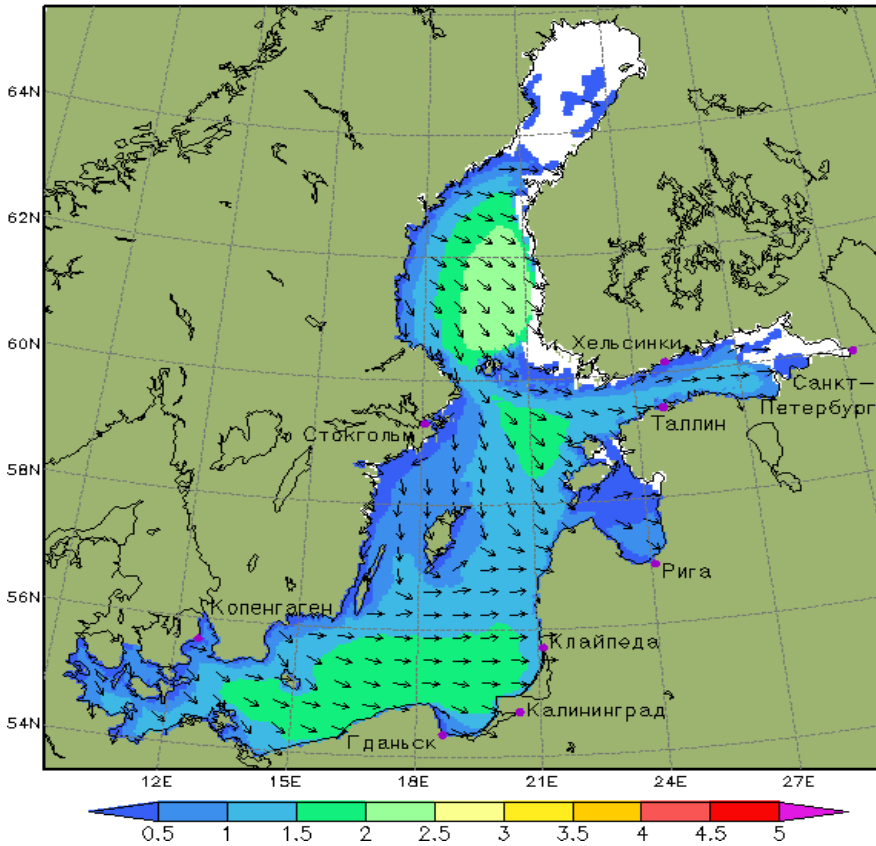 64N
62N
60N
Хельсинки
Санкт-
Петербург
Таллин
Стокгольм
58N
Рига
56N
Копенгаген
Клайпеда
54N
Калининград
Гданьск
12E 15E 18E 21E 24E 27E
0,5 1 1,5 2 2,5 3 3,5 4 4,5 5